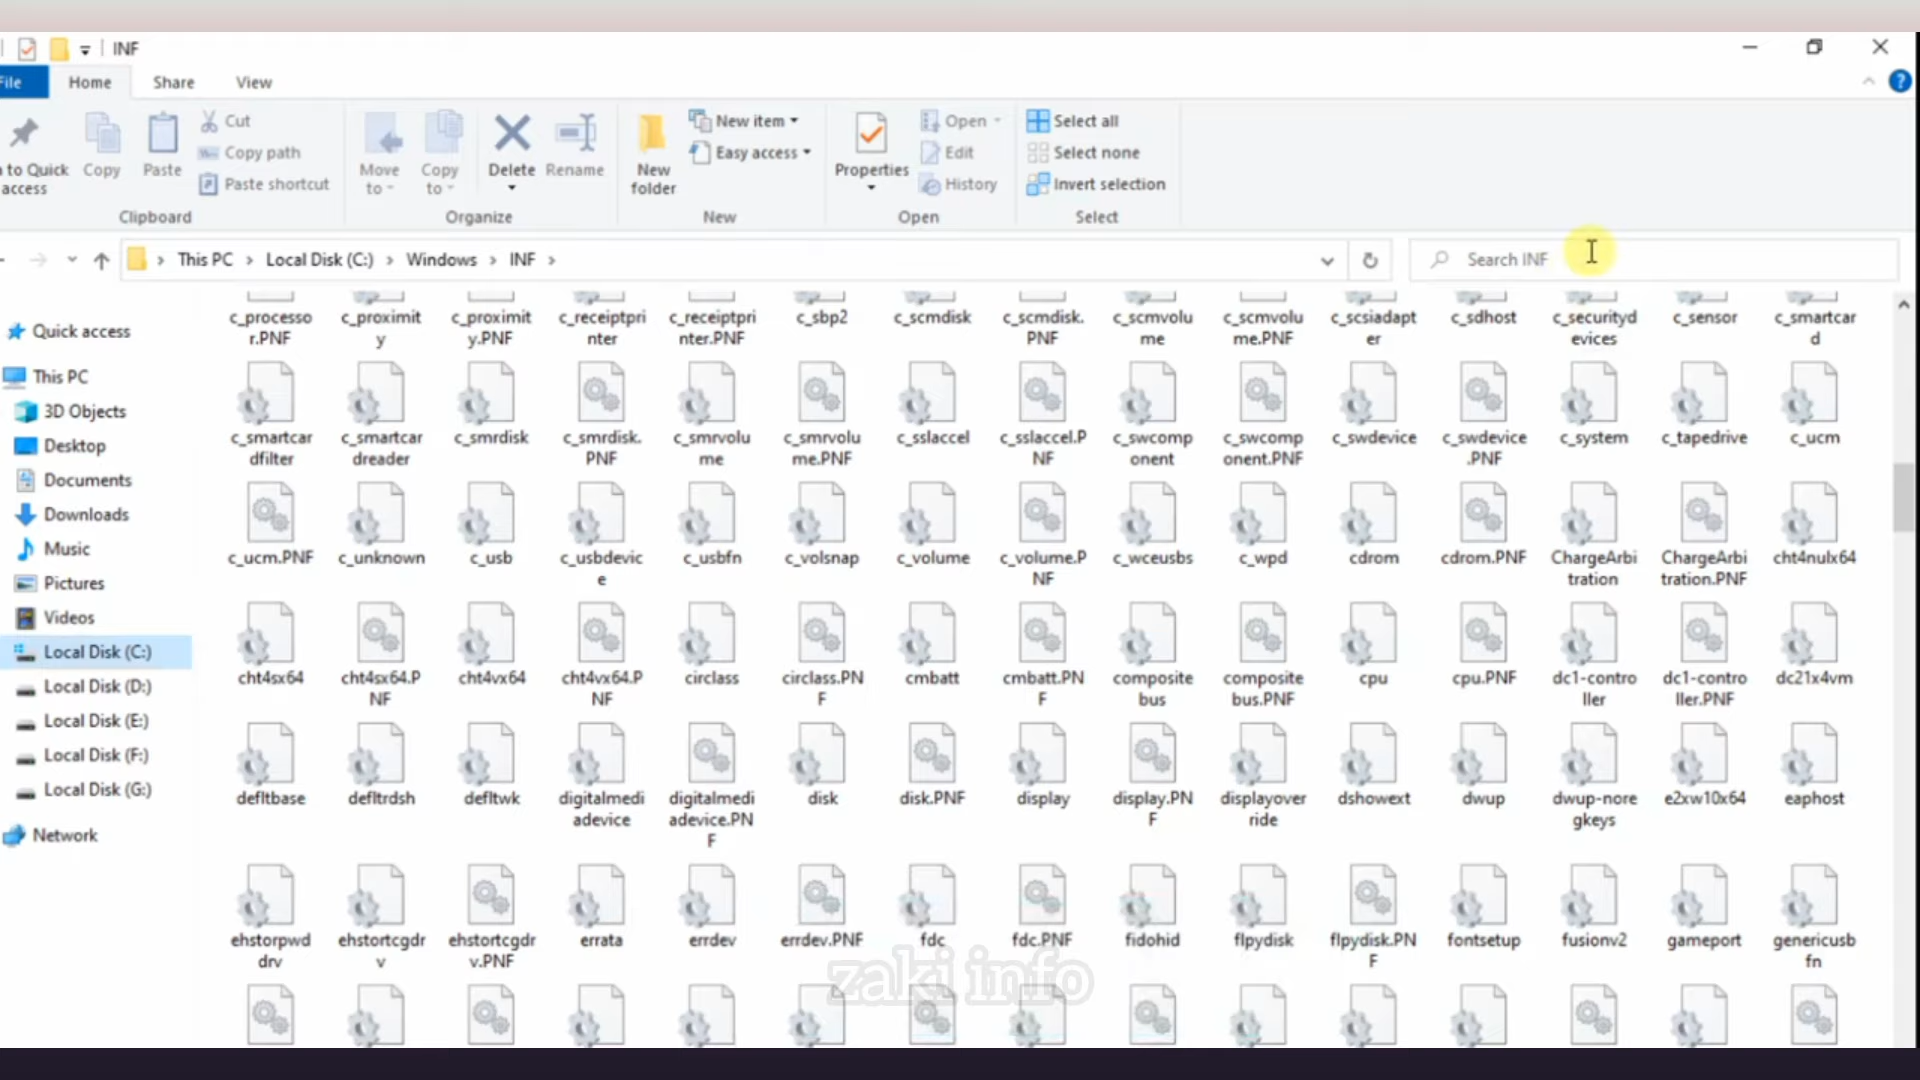 INF
File
Home
Share
View
to Quick
access
Copy
Paste
Cut
Copy path
Paste shortcut
Clipboard
Move
to
Copy
to
Delete
Rename
Organize
New
folder
New item
Easy access
New
Properties
Open
Edit
History
Open
Select all
Select none
Invert selection
Select
This PC > Local Disk (C:) > Windows > INF >
Search INF
Quick access
This PC
3D Objects
Desktop
Documents
Downloads
Music
Pictures
Videos
Local Disk (C:)
Local Disk (D:)
Local Disk (E:)
Local Disk (F:)
Local Disk (G:)
Network
c_processo c_proximit c_proximit c_receiptpri c_receiptpri c_sbp2 c_scmdisk c_scmdisk. c_scmvolu c_scmvolu c_scsiadapt c_sdhost c_securityd c_sensor c_smartcar
r.PNF y y.PNF nter nter.PNF PNF me me.PNF er evices d
c_smartcar c_smartcar c_smrdisk c_smrdisk. c_smrvolu c_smrvolu c_sslaccel c_sslaccel.P c_swcomp c_swcomp c_swdevice c_swdevice c_system c_tapedrive c_ucm
dfilter dreader PNF me me.PNF NF onent onent.PNF .PNF
c_ucm.PNF c_unknown c_usb c_usbdevic c_usbfn c_volsnap c_volume c_volume.P c_wceusbs c_wpd cdrom cdrom.PNF ChargeArbi ChargeArbi cht4nulx64
e NF tration tration.PNF
cht4sx64 cht4sx64.P cht4vx64 cht4vx64.P circlass circlass.PN cmbatt cmbatt.PN composite composite cpu cpu.PNF dc1-contro dc1-contro dc21x4vm
NF NF F F bus bus.PNF ller ller.PNF
defltbase defltrdsh defltwk digitalmedi digitalmedi disk disk.PNF display display.PN displayover dshowext dwup dwup-nore e2xw10x64 eaphost
adevice adevice.PN F ride gkeys
F
ehstorpwd ehstortcgdr ehstortcgdr errata errdev errdev.PNF fdc fdc.PNF fidohid flpydisk flpydisk.PN fontsetup fusionv2 gameport genericusb
drv v v.PNF F fn
zaki info